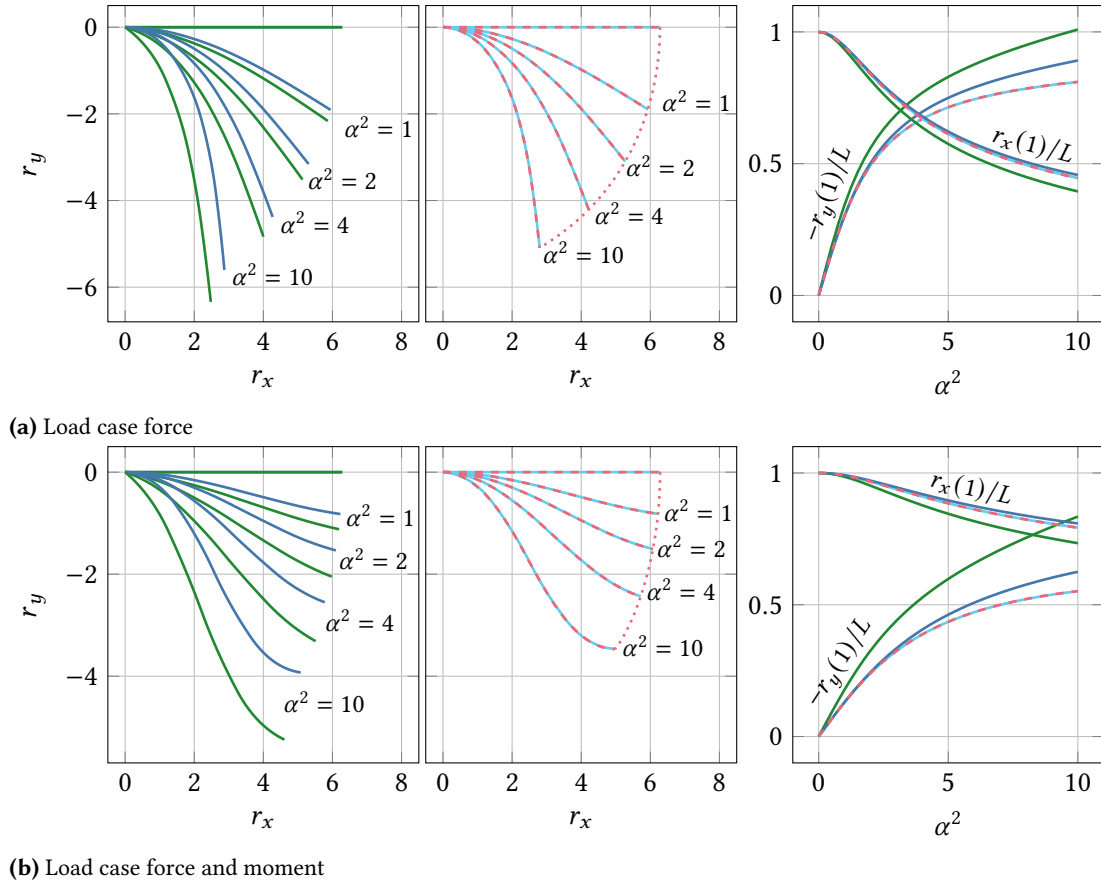 0
−2
−4
−6
r_y
0 2 4 6 8
r_x
α² = 1
α² = 2
α² = 4
α² = 10
0 2 4 6 8
r_x
α² = 1
α² = 2
α² = 4
α² = 10
1
0.5
0
0 5 10
α²
−r_y(1)/L
r_x(1)/L
(a) Load case force
0
−2
−4
r_y
0 2 4 6 8
r_x
α² = 1
α² = 2
α² = 4
α² = 10
0 2 4 6 8
r_x
α² = 1
α² = 2
α² = 4
α² = 10
1
0.5
0
0 5 10
α²
r_x(1)/L
−r_y(1)/L
(b) Load case force and moment